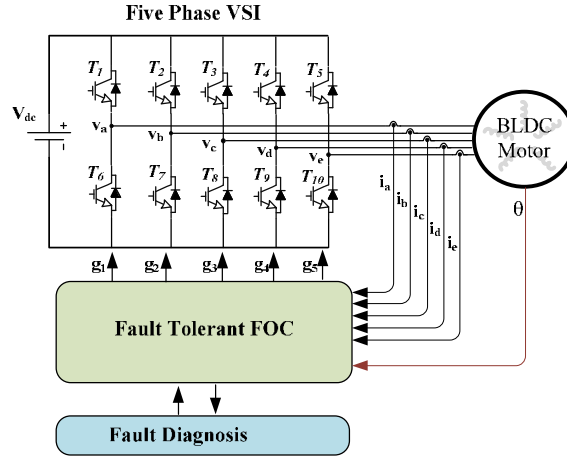 Five Phase VSI
T1 T2 T3 T4 T5
Vdc
+
-
va vb vc vd ve
BLDC
Motor
T6 T7 T8 T9 T10
ia ib ic id ie
θ
g1 g2 g3 g4 g5
Fault Tolerant FOC
Fault Diagnosis